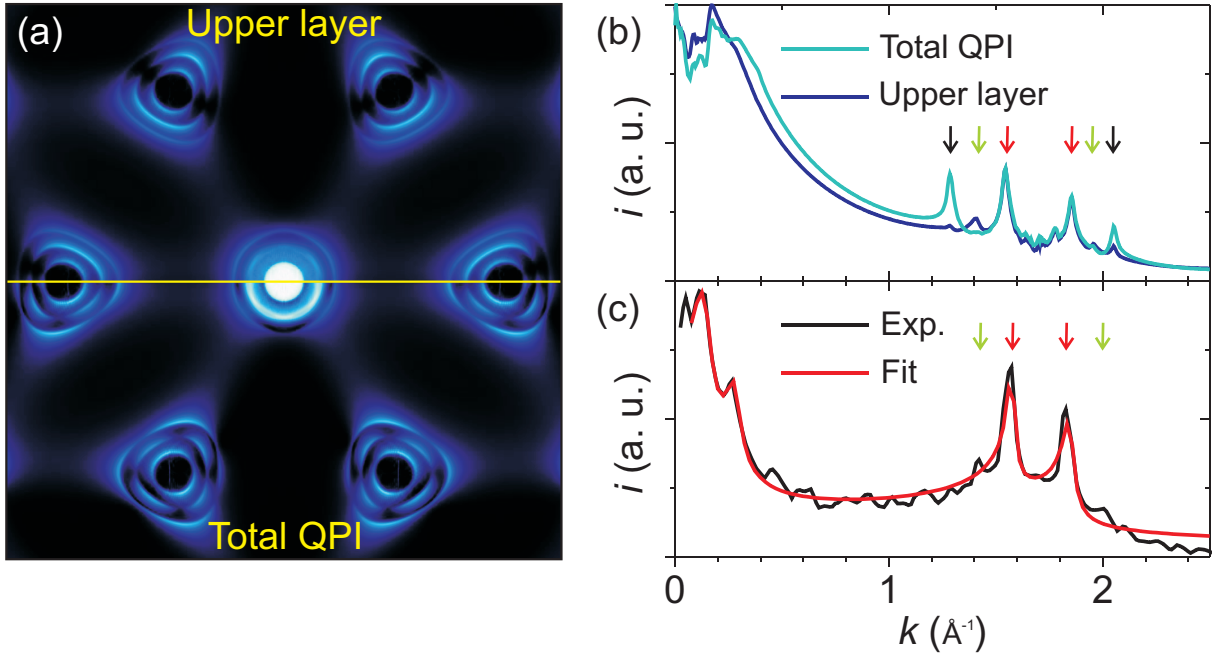 (a)
Upper layer
Total QPI
(b)
Total QPI
Upper layer
i (a. u.)
(c)
Exp.
Fit
i (a. u.)
0
1
2
k (Å⁻¹)